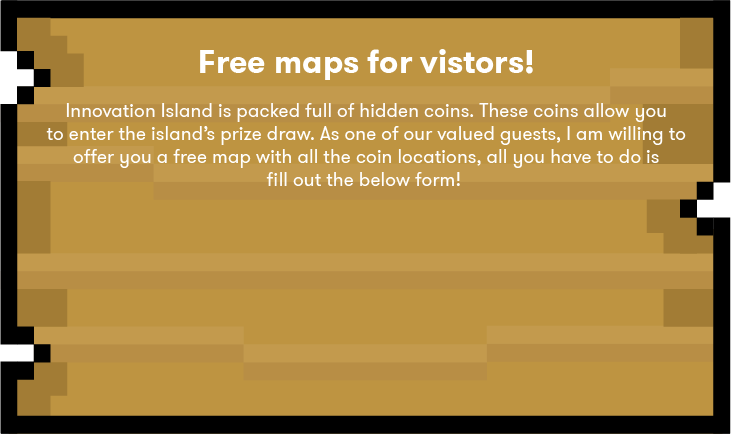 Free maps for vistors!
Innovation Island is packed full of hidden coins. These coins allow you
to enter the island's prize draw. As one of our valued guests, I am willing to
offer you a free map with all the coin locations, all you have to do is
fill out the below form!